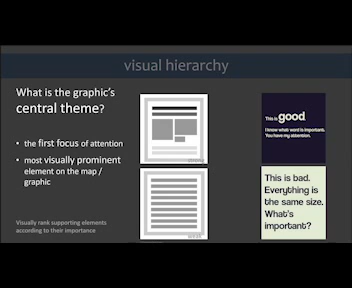 visual hierarchy
What is the graphic's
central theme?
• the first focus of attention
• most visually prominent
element on the map /
graphic
Visually rank supporting elements
according to their importance
strong
weak
This is good.
I know what word is important.
You have my attention.
This is bad.
Everything is
the same size.
What's
important?